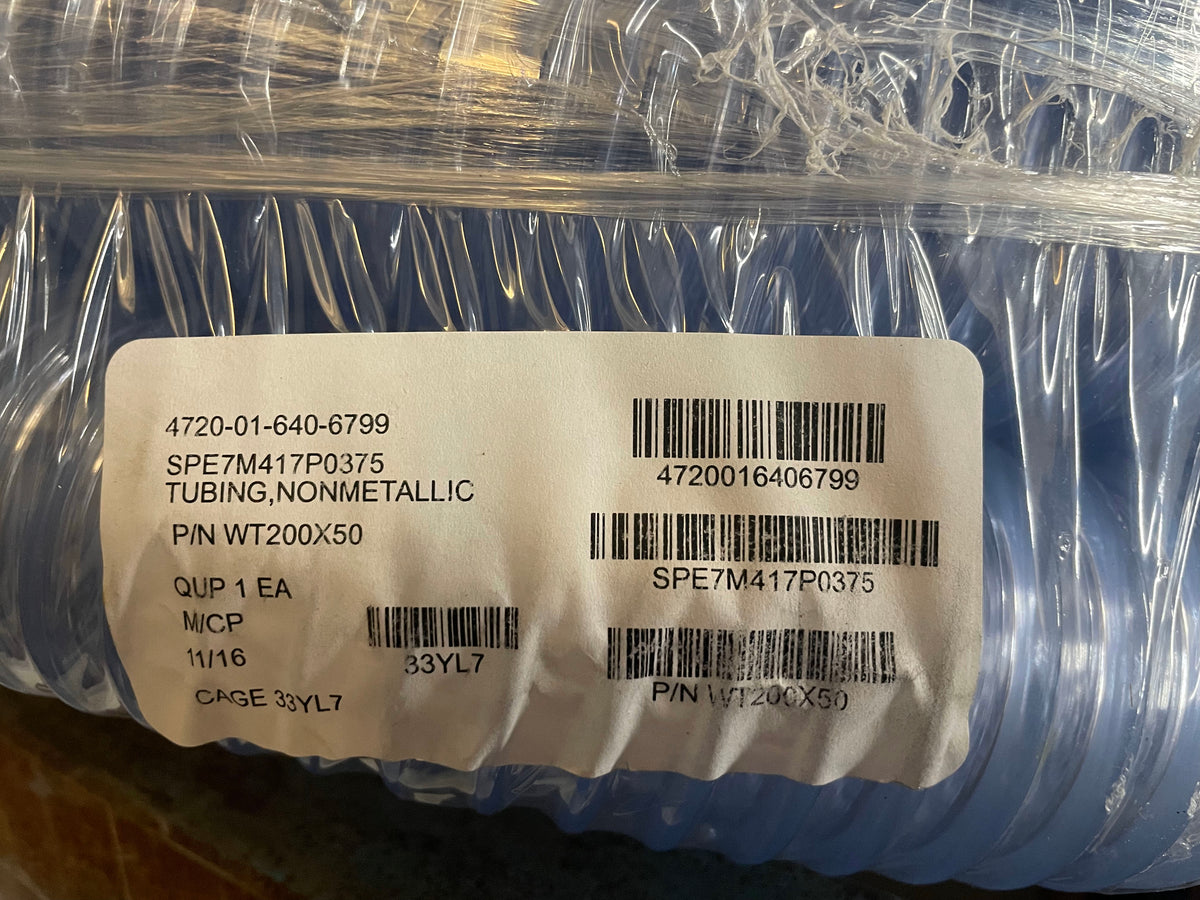 4720-01-640-6799
SPE7M417P0375
TUBING,NONMETALLIC
P/N WT200X50
QUP 1 EA
M/CP
11/16
CAGE 33YL7
33YL7
4720016406799
SPE7M417P0375
P/N WT200X50